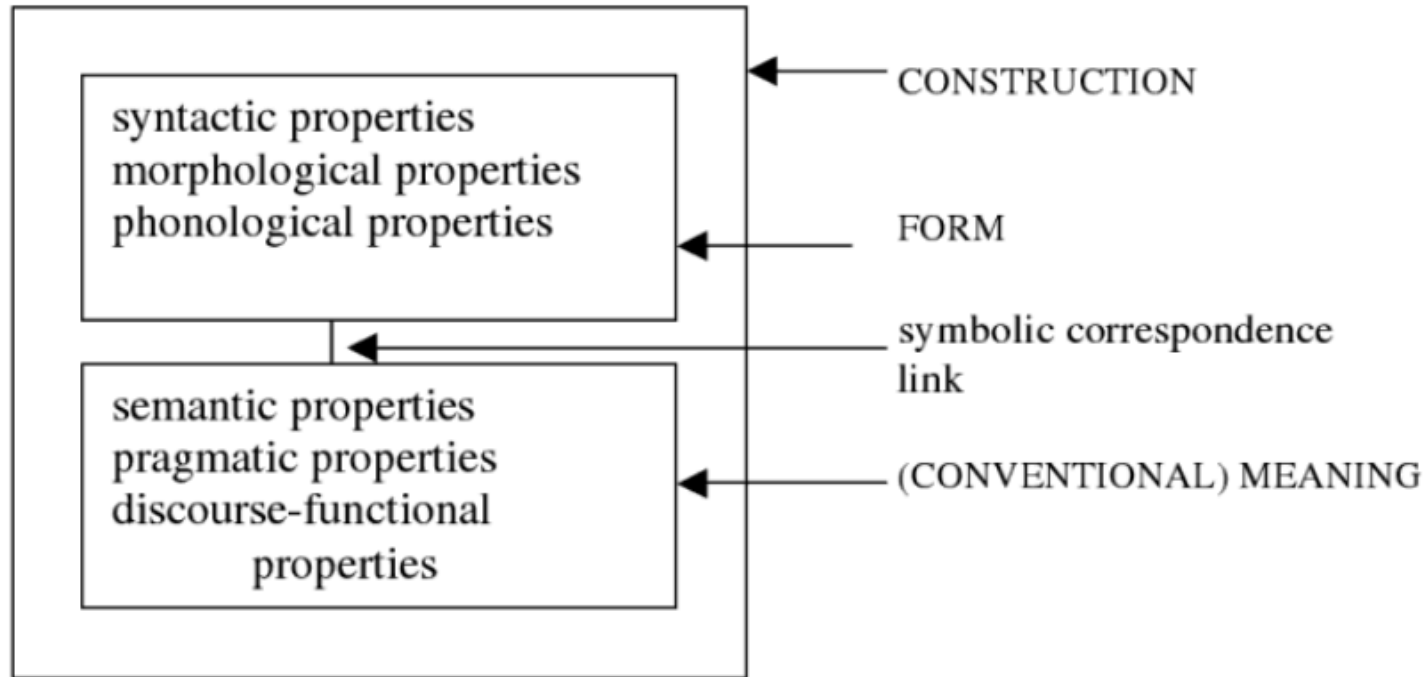 CONSTRUCTION
syntactic properties
morphological properties
phonological properties
FORM
symbolic correspondence
link
semantic properties
pragmatic properties
discourse-functional
properties
(CONVENTIONAL) MEANING